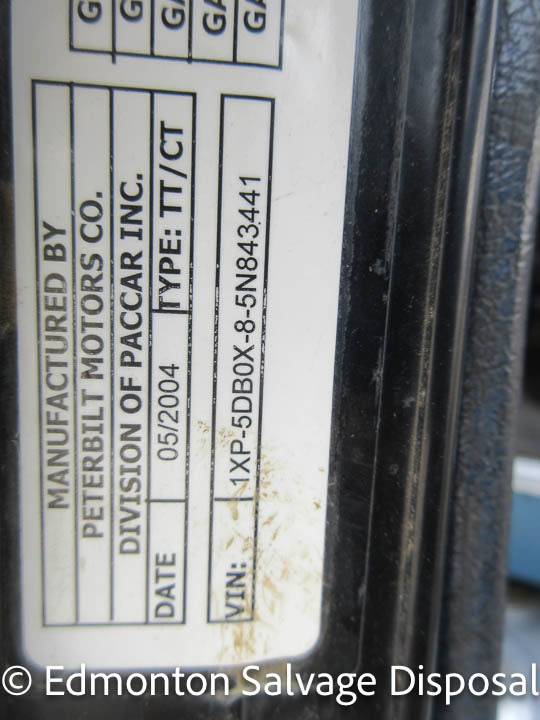 MANUFACTURED BY
PETERBILT MOTORS CO.
DIVISION OF PACCAR INC.
DATE 05/2004 TYPE: TT/CT
VIN: 1XP-5DB0X-8-5N843441
© Edmonton Salvage Disposal